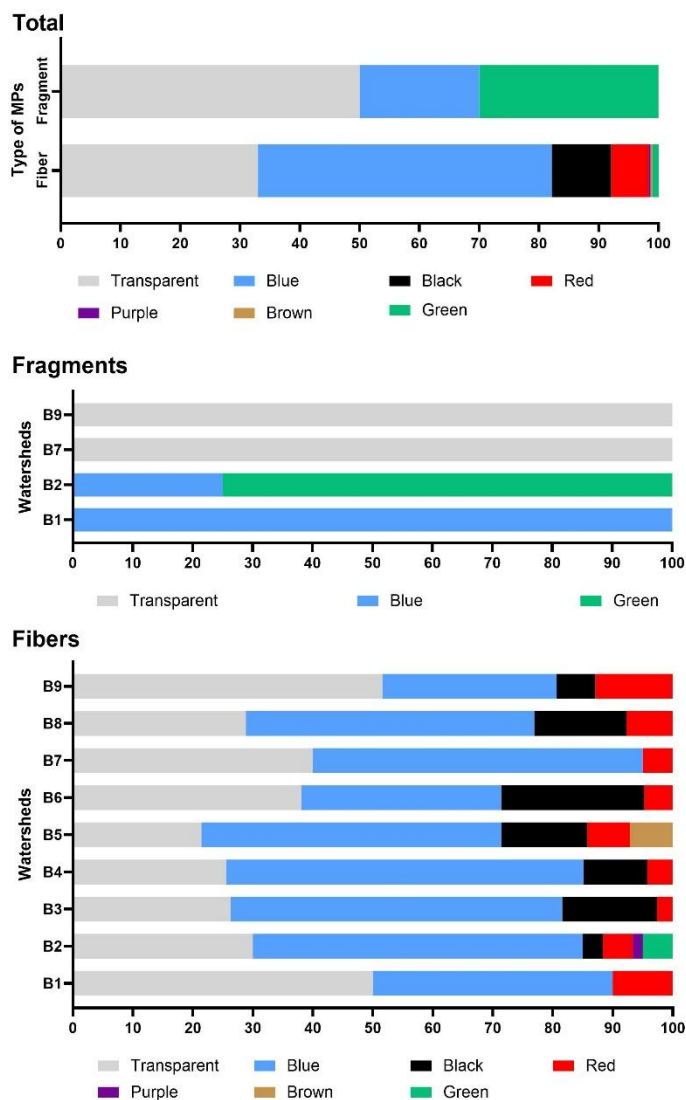 Total
Type of MPs
Fragment
Fiber
0 10 20 30 40 50 60 70 80 90 100
Transparent Blue Black Red
Purple Brown Green
Fragments
Watersheds
B9
B7
B2
B1
0 10 20 30 40 50 60 70 80 90 100
Transparent Blue Green
Fibers
Watersheds
B9
B8
B7
B6
B5
B4
B3
B2
B1
0 10 20 30 40 50 60 70 80 90 100
Transparent Blue Black Red
Purple Brown Green